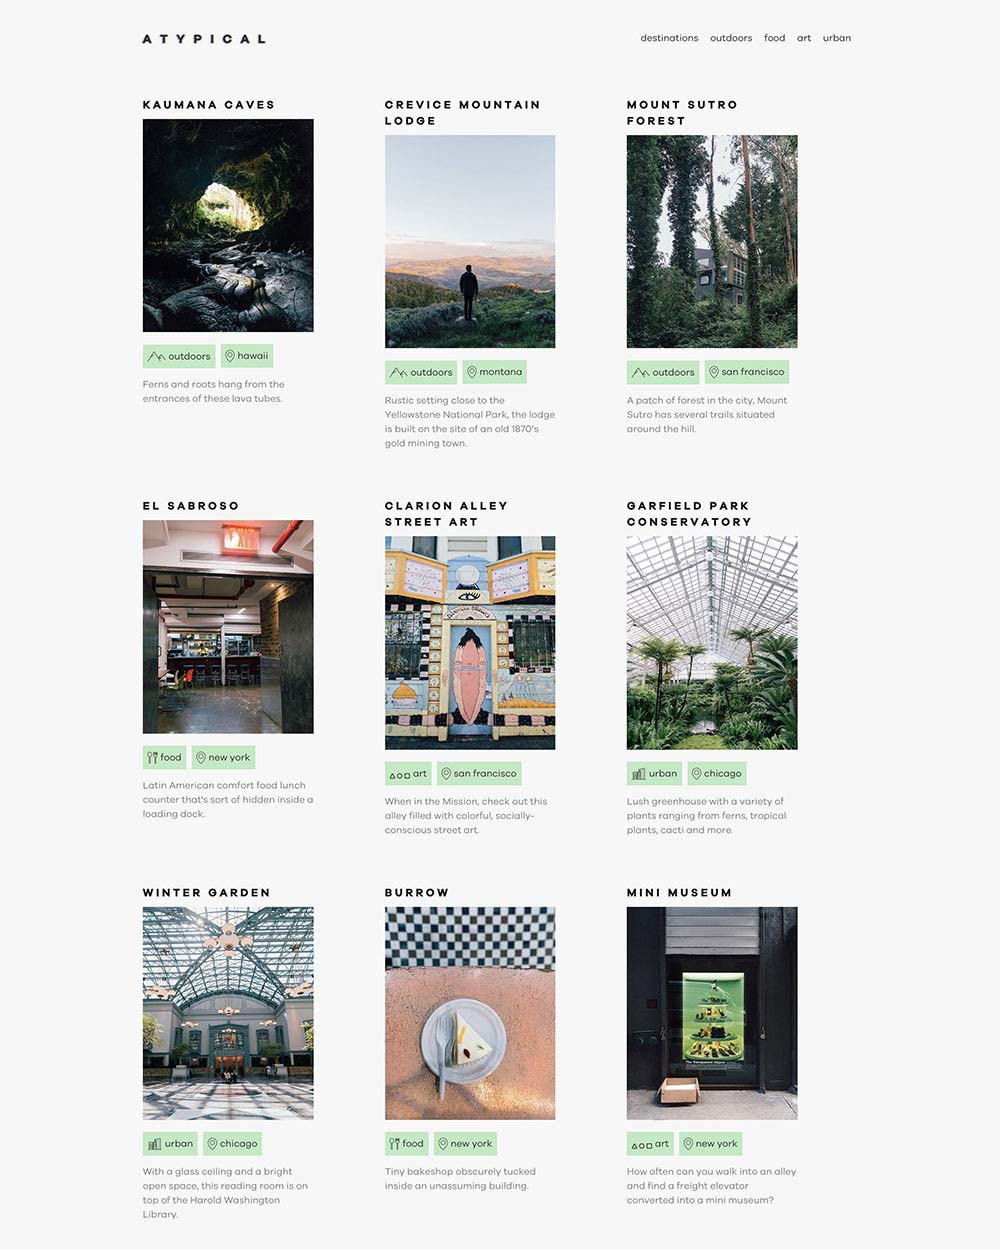 ATYPICAL
destinations outdoors food art urban
KAUMANA CAVES
outdoors hawaii
Ferns and roots hang from the
entrances of these lava tubes.
CREVICE MOUNTAIN
LODGE
outdoors montana
Rustic setting close to the
Yellowstone National Park, the lodge
is built on the site of an old 1870's
gold mining town.
MOUNT SUTRO
FOREST
outdoors san francisco
A patch of forest in the city, Mount
Sutro has several trails situated
around the hill.
EL SABROSO
food new york
Latin American comfort food lunch
counter that's sort of hidden inside a
loading dock.
CLARION ALLEY
STREET ART
art san francisco
When in the Mission, check out this
alley filled with colorful, socially-
conscious street art.
GARFIELD PARK
CONSERVATORY
urban chicago
Lush greenhouse with a variety of
plants ranging from ferns, tropical
plants, cacti and more.
WINTER GARDEN
urban chicago
With a glass ceiling and a bright
open space, this reading room is on
top of the Harold Washington
Library.
BURROW
food new york
Tiny bakeshop obscurely tucked
inside an unassuming building.
MINI MUSEUM
art new york
How often can you walk into an alley
and find a freight elevator
converted into a mini museum?